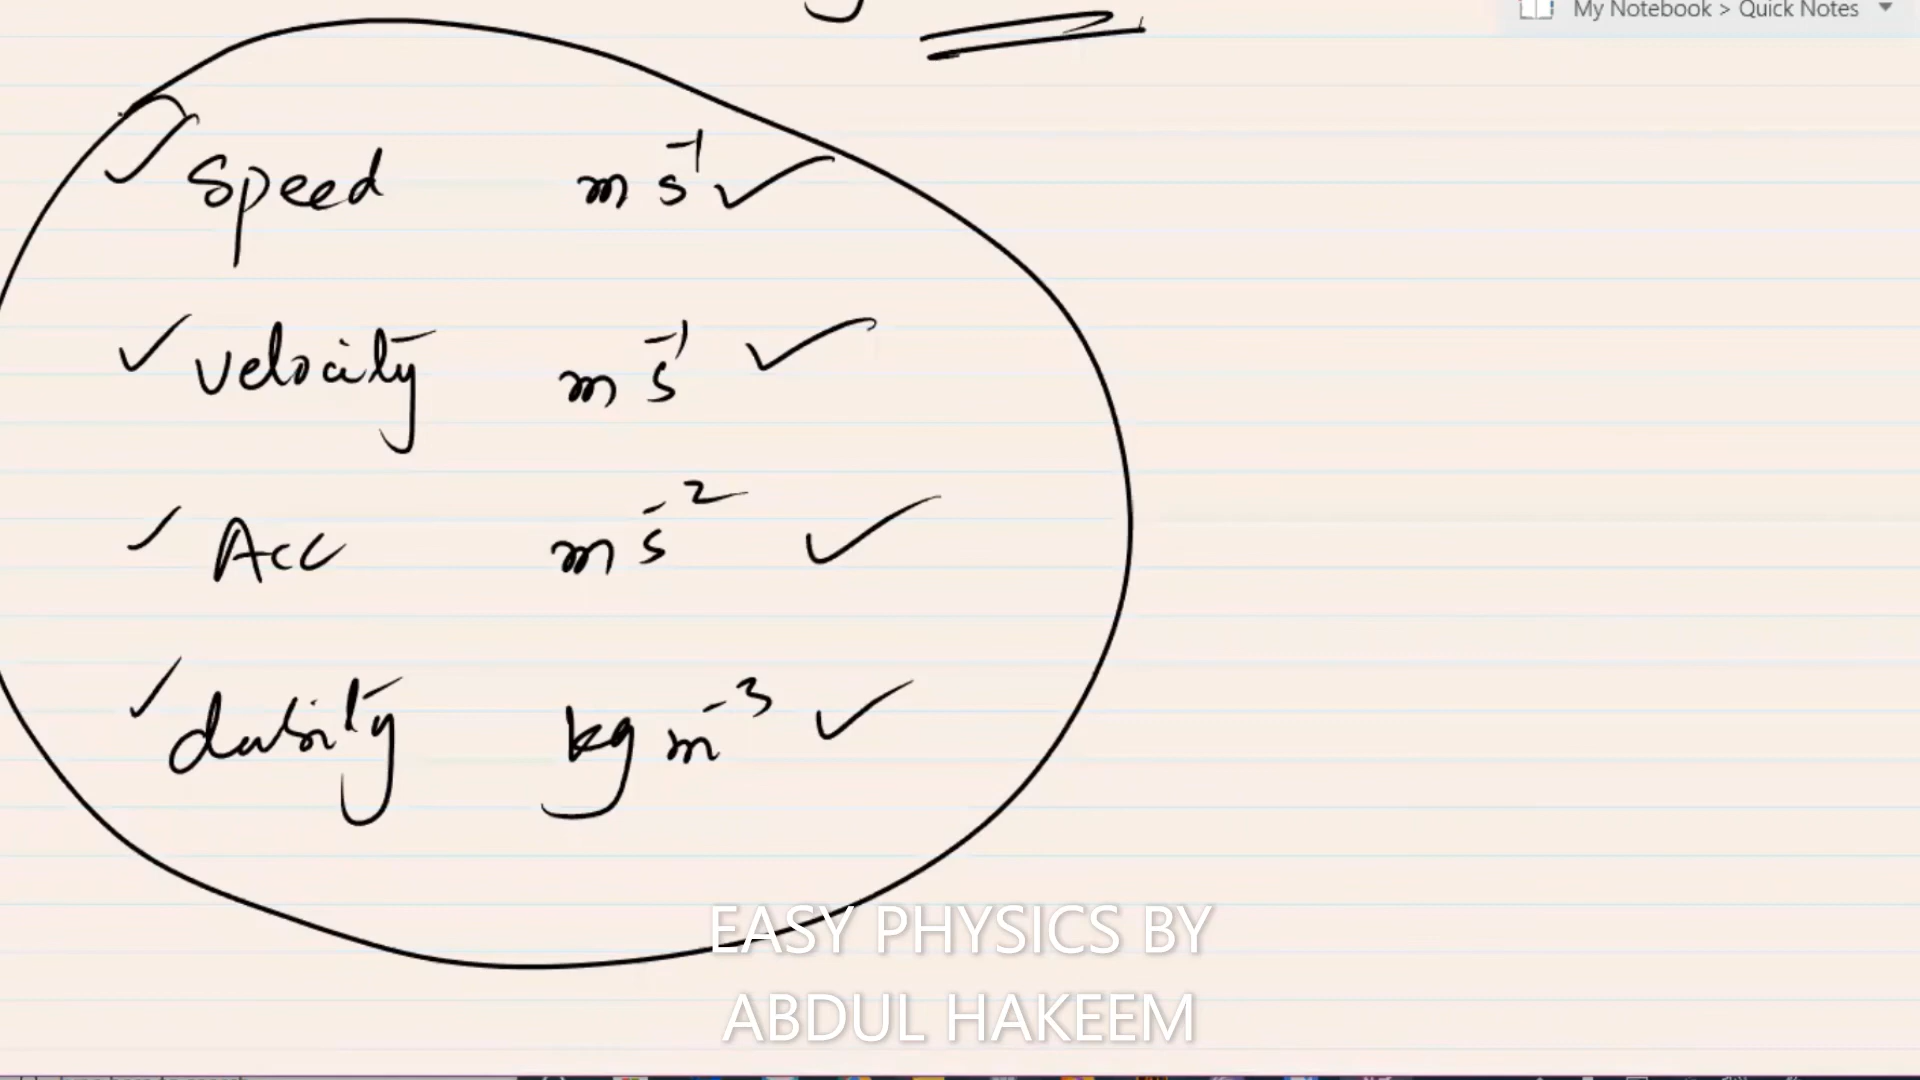 My Notebook > Quick Notes
Speed m s⁻¹
velocity m s⁻¹
Acc m s⁻²
density kg m⁻³
EASY PHYSICS BY
ABDUL HAKEEM